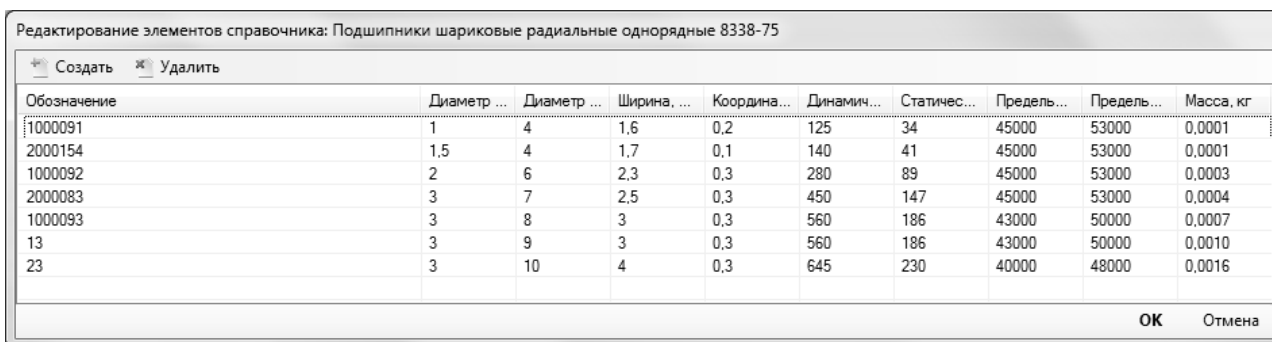 Редактирование элементов справочника: Подшипники шариковые радиальные однорядные 8338-75
Создать Удалить
Обозначение Диаметр ... Диаметр ... Ширина, ... Координа... Динамич... Статичес... Предель... Предель... Масса, кг
1000091 1 4 1,6 0,2 125 34 45000 53000 0,0001
2000154 1,5 4 1,7 0,1 140 41 45000 53000 0,0001
1000092 2 6 2,3 0,3 280 89 45000 53000 0,0003
2000083 3 7 2,5 0,3 450 147 45000 53000 0,0004
1000093 3 8 3 0,3 560 186 43000 50000 0,0007
13 3 9 3 0,3 560 186 43000 50000 0,0010
23 3 10 4 0,3 645 230 40000 48000 0,0016
OK Отмена